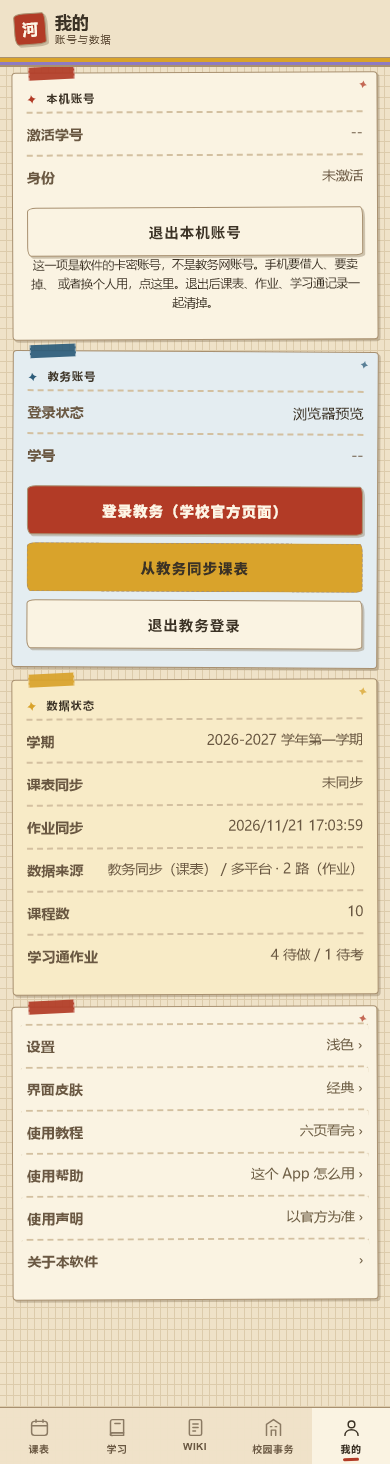 河
我的
账号与数据
✦ 本机账号
激活学号 --
身份 未激活
退出本机账号
这一项是软件的卡密账号，不是教务网账号。手机要借人、要卖
掉、 或者换个人用，点这里。退出后课表、作业、学习通记录一
起清掉。
✦ 教务账号
登录状态 浏览器预览
学号 --
登录教务（学校官方页面）
从教务同步课表
退出教务登录
✦ 数据状态
学期 2026-2027 学年第一学期
课表同步 未同步
作业同步 2026/11/21 17:03:59
数据来源 教务同步（课表） / 多平台 · 2 路（作业）
课程数 10
学习通作业 4 待做 / 1 待考
设置 浅色 ›
界面皮肤 经典 ›
使用教程 六页看完 ›
使用帮助 这个 App 怎么用 ›
使用声明 以官方为准 ›
关于本软件 ›
课表 学习 WIKI 校园事务 我的